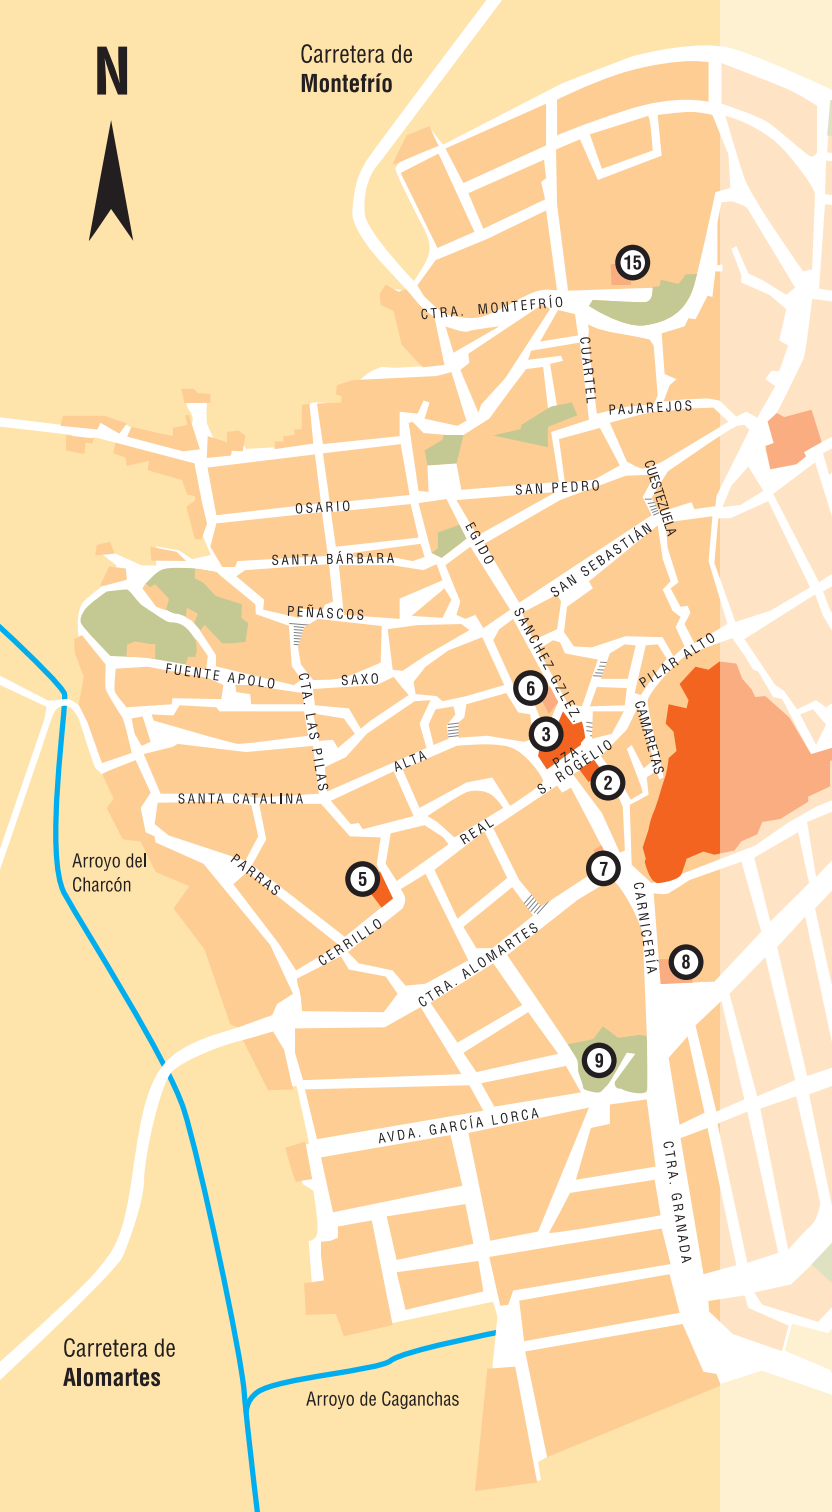 N
Carretera de
Montefrío
15
CTRA. MONTEFRÍO
CUARTEL
PAJAREJOS
CUESTEZUELA
SAN PEDRO
OSARIO
EGIDO
SAN SEBASTIÁN
SANTA BÁRBARA
PEÑASCOS
SANCHEZ GZLEZ.
PILAR ALTO
FUENTE APOLO
SAXO
CTA. LAS PILAS
6
CAMARETAS
3
PZA.
S. ROGELIO
ALTA
2
SANTA CATALINA
REAL
Arroyo del
Charcón
PARRAS
5
7
CARNICERÍA
CERRILLO
CTRA. ALOMARTES
8
9
AVDA. GARCÍA LORCA
CTRA. GRANADA
Carretera de
Alomartes
Arroyo de Caganchas